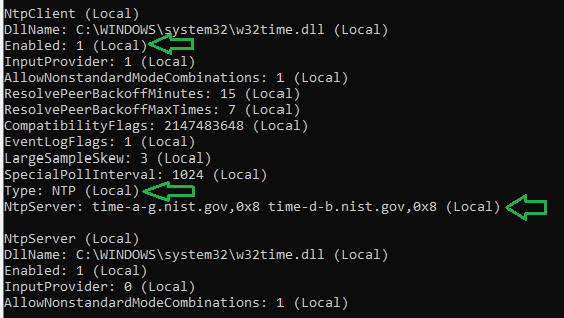 NtpClient (Local)
DllName: C:\WINDOWS\system32\w32time.dll (Local)
Enabled: 1 (Local)
InputProvider: 1 (Local)
AllowNonstandardModeCombinations: 1 (Local)
ResolvePeerBackoffMinutes: 15 (Local)
ResolvePeerBackoffMaxTimes: 7 (Local)
CompatibilityFlags: 2147483648 (Local)
EventLogFlags: 1 (Local)
LargeSampleSkew: 3 (Local)
SpecialPollInterval: 1024 (Local)
Type: NTP (Local)
NtpServer: time-a-g.nist.gov,0x8 time-d-b.nist.gov,0x8 (Local)

NtpServer (Local)
DllName: C:\WINDOWS\system32\w32time.dll (Local)
Enabled: 1 (Local)
InputProvider: 0 (Local)
AllowNonstandardModeCombinations: 1 (Local)